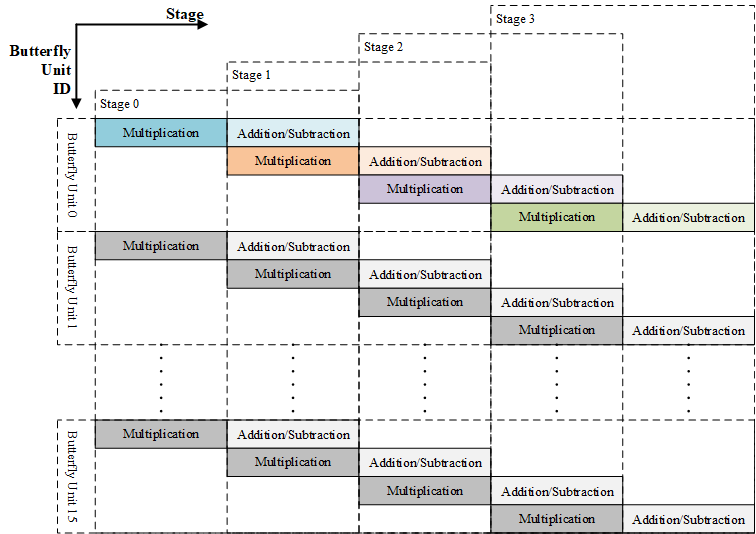 Stage
Butterfly
Unit
ID
Stage 3
Stage 2
Stage 1
Stage 0
Butterfly Unit 0
Multiplication Addition/Subtraction
Multiplication Addition/Subtraction
Multiplication Addition/Subtraction
Multiplication Addition/Subtraction
Butterfly Unit 1
Multiplication Addition/Subtraction
Multiplication Addition/Subtraction
Multiplication Addition/Subtraction
Multiplication Addition/Subtraction
Butterfly Unit 15
Multiplication Addition/Subtraction
Multiplication Addition/Subtraction
Multiplication Addition/Subtraction
Multiplication Addition/Subtraction